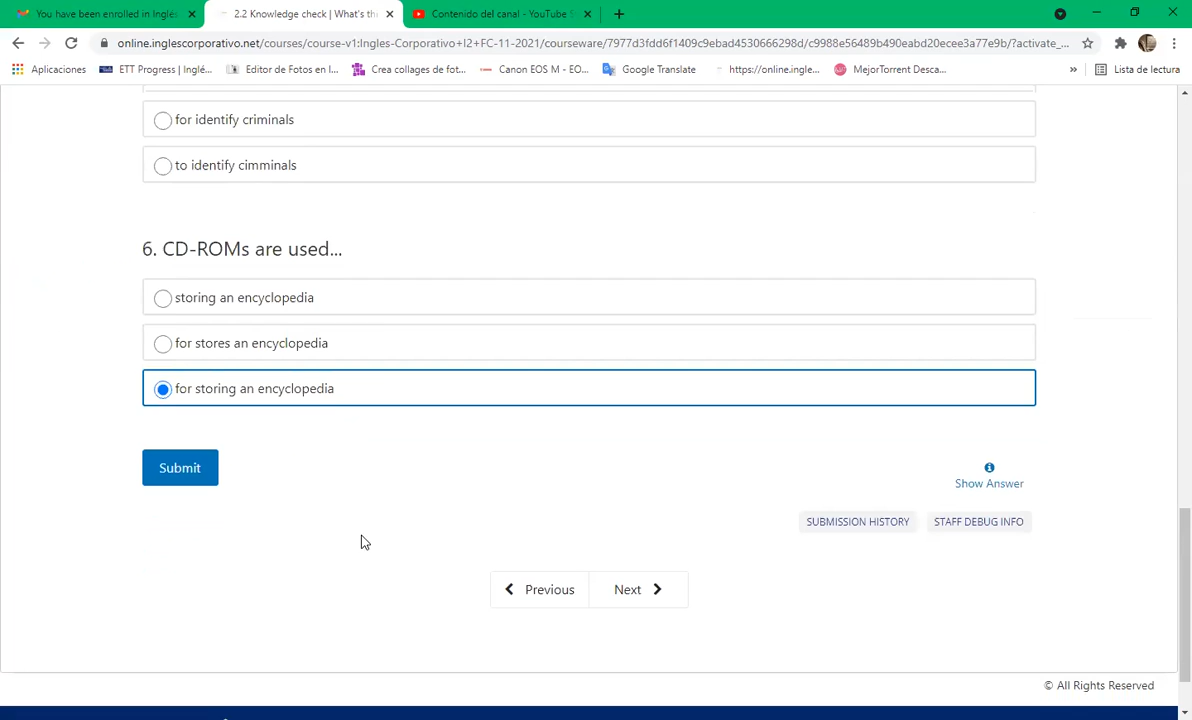 You have been enrolled in Inglés
2.2 Knowledge check | What's the
Contenido del canal - YouTube S
online.inglescorporativo.net/courses/course-v1:Ingles-Corporativo+I2+FC-11-2021/courseware/7977d3fdd6f1409c9ebad4530666298d/c9988e56489b490eabd20ecee3a77e9b/?activate_...
Aplicaciones
ETT Progress | Inglé...
Editor de Fotos en l...
Crea collages de fot...
Canon EOS M - EO...
Google Translate
https://online.ingle...
MejorTorrent Desca...
»
Lista de lectura
for identify criminals
to identify cimminals
6. CD-ROMs are used...
storing an encyclopedia
for stores an encyclopedia
for storing an encyclopedia
Submit
Show Answer
SUBMISSION HISTORY
STAFF DEBUG INFO
Previous
Next
© All Rights Reserved